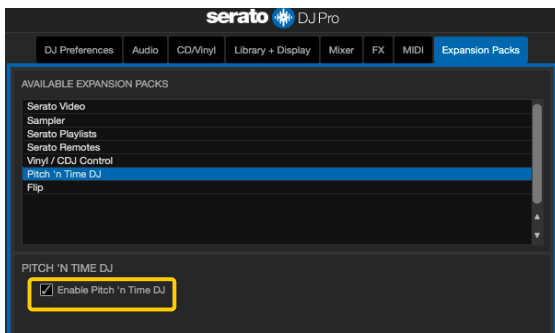 serato DJ Pro
DJ Preferences Audio CD/Vinyl Library + Display Mixer FX MIDI Expansion Packs
AVAILABLE EXPANSION PACKS
Serato Video
Sampler
Serato Playlists
Serato Remotes
Vinyl / CDJ Control
Pitch 'n Time DJ
Flip
PITCH 'N TIME DJ
Enable Pitch 'n Time DJ